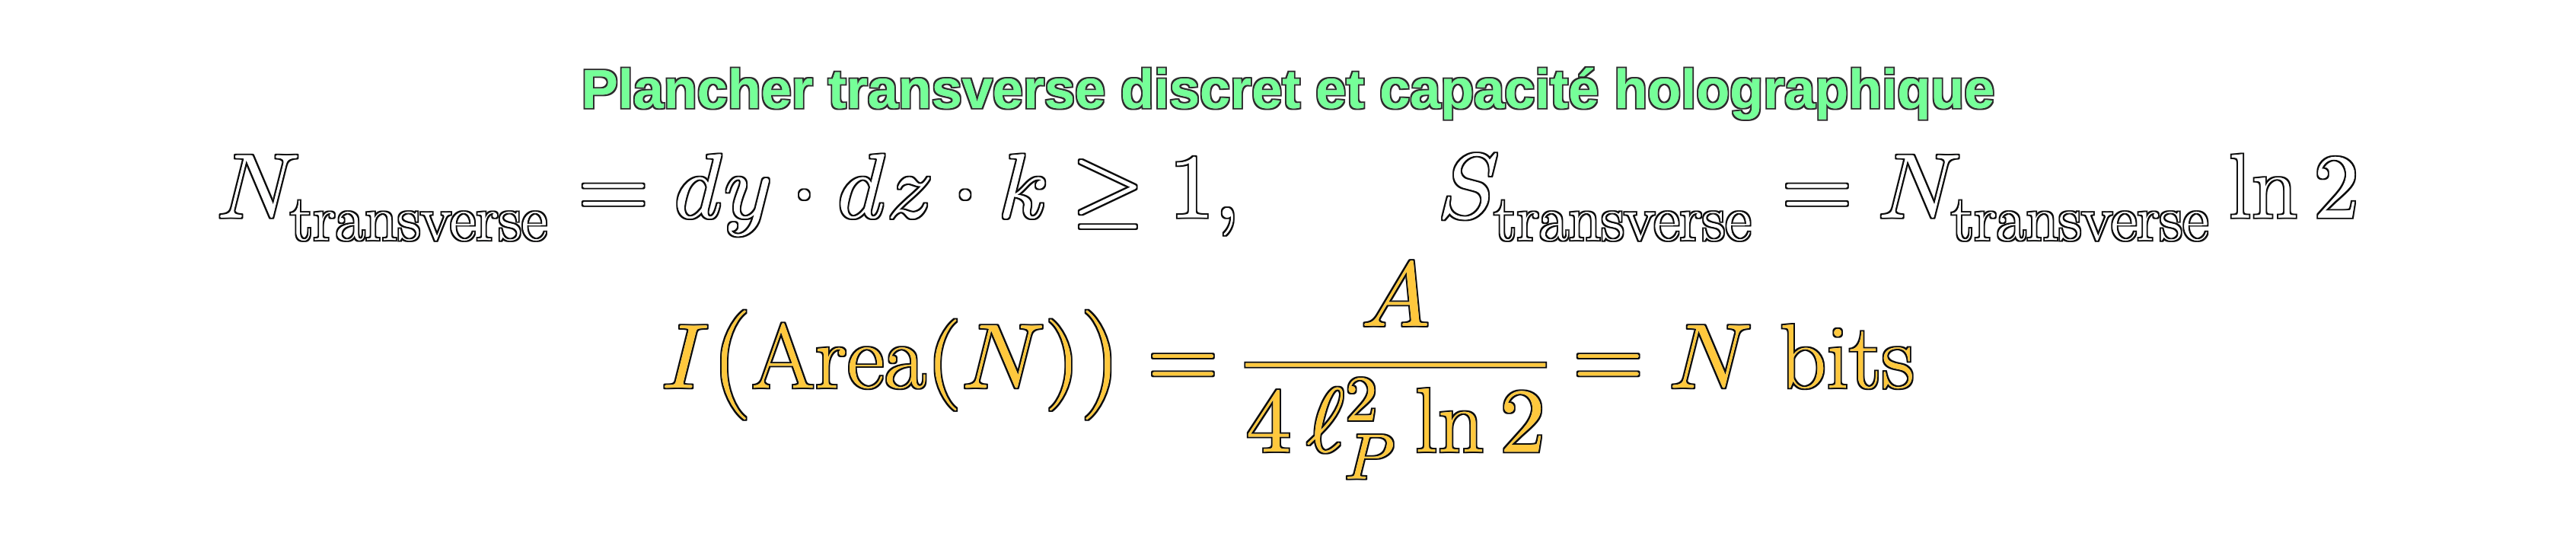 Plancher transverse discret et capacité holographique
N_transverse = dy · dz · k ≥ 1, S_transverse = N_transverse ln 2
I(Area(N)) = A / (4 ℓ_P^2 ln 2) = N bits